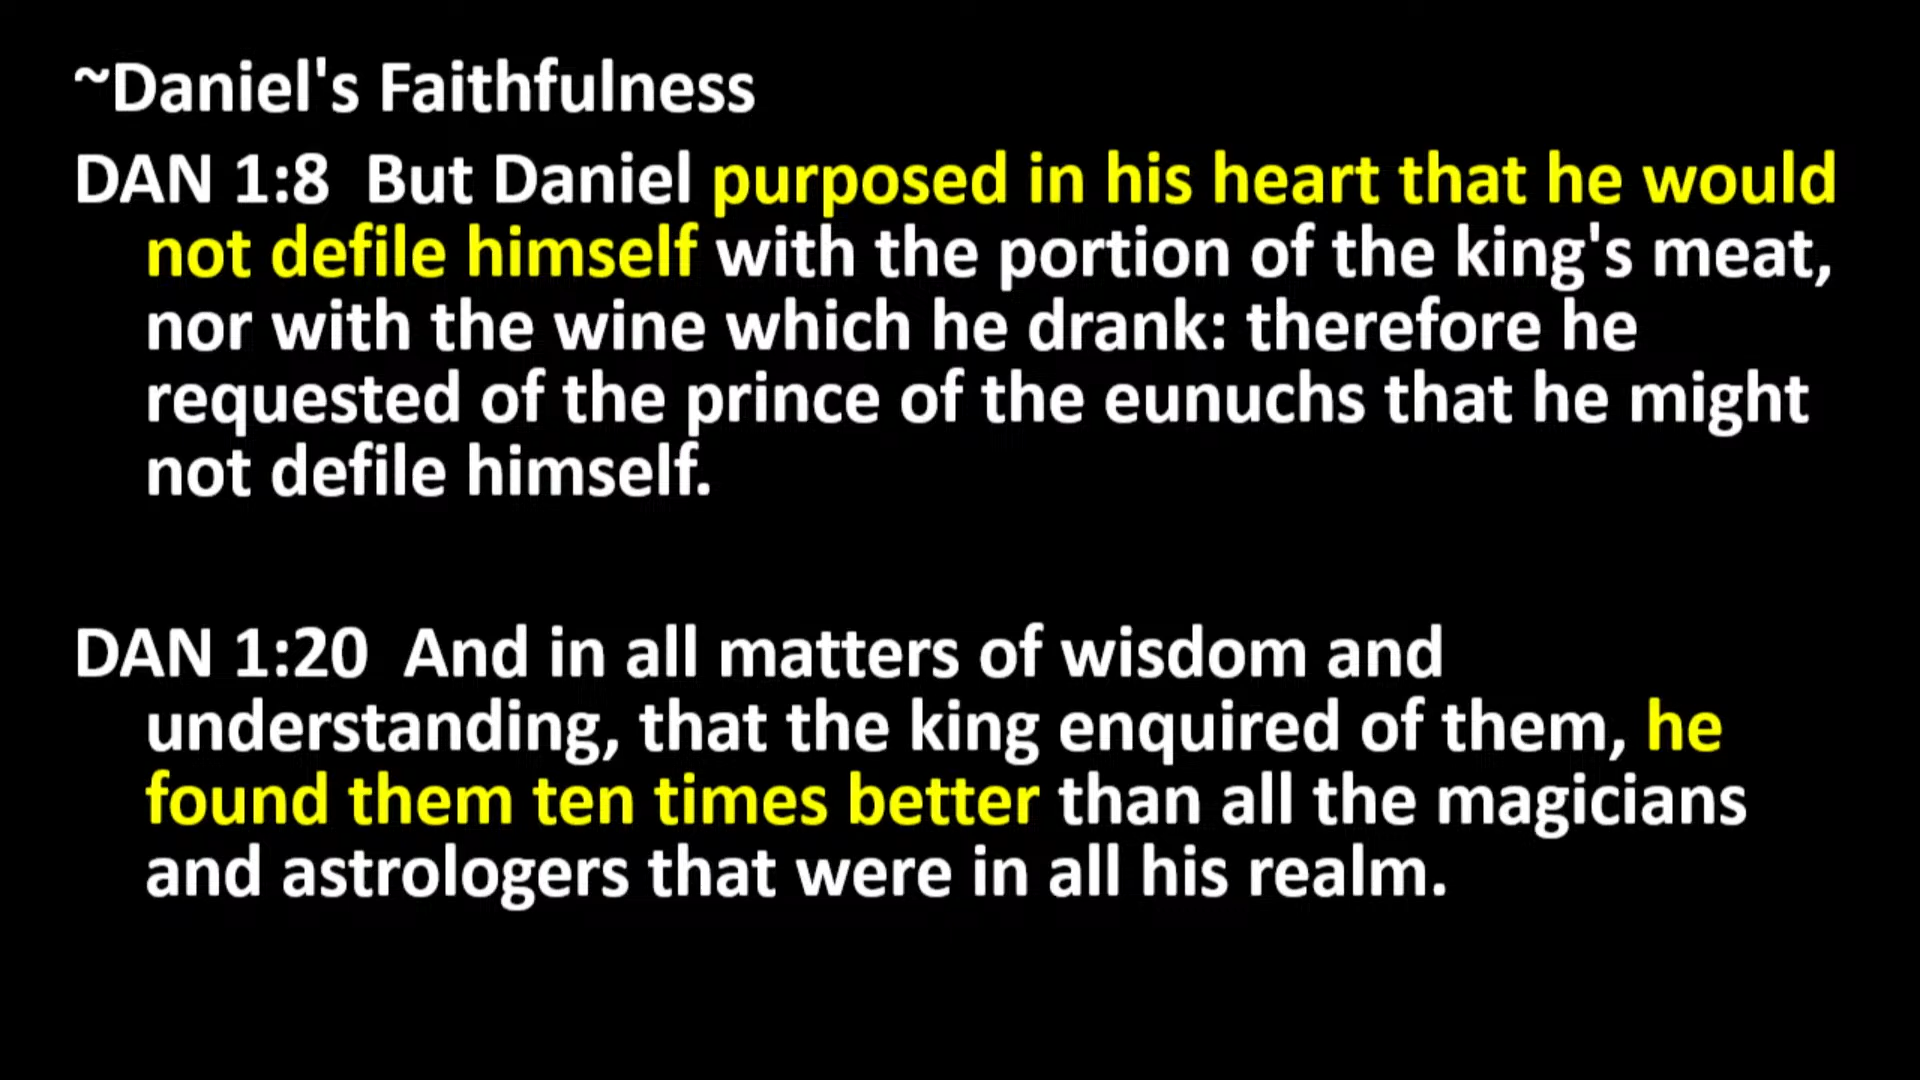 ~Daniel's Faithfulness
DAN 1:8  But Daniel purposed in his heart that he would
not defile himself with the portion of the king's meat,
nor with the wine which he drank: therefore he
requested of the prince of the eunuchs that he might
not defile himself.
DAN 1:20  And in all matters of wisdom and
understanding, that the king enquired of them, he
found them ten times better than all the magicians
and astrologers that were in all his realm.